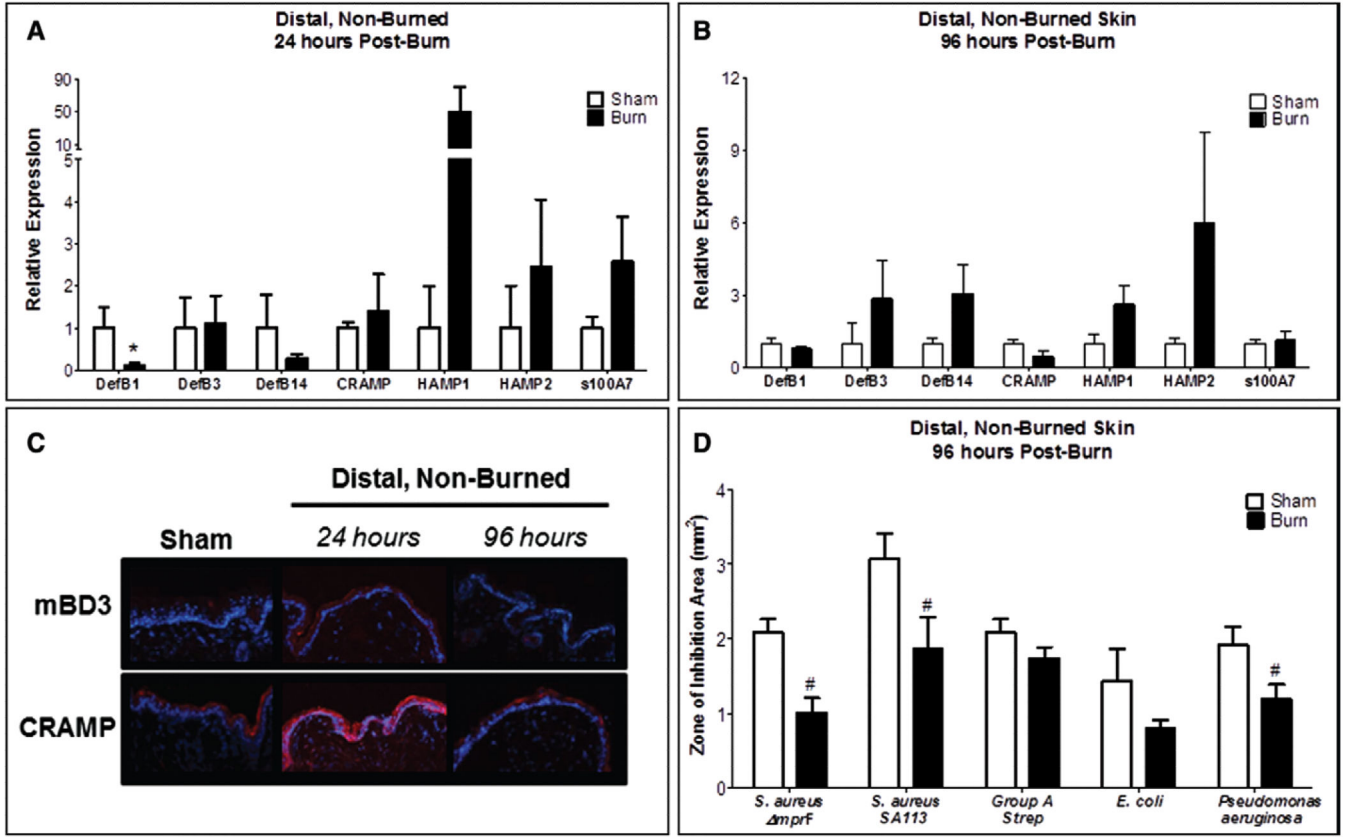 A
Distal, Non-Burned
24 hours Post-Burn
Relative Expression
90
50
10
5
4
3
2
1
0
Sham
Burn
*
DefB1 DefB3 DefB14 CRAMP HAMP1 HAMP2 s100A7
B
Distal, Non-Burned Skin
96 hours Post-Burn
Relative Expression
12
9
6
3
0
Sham
Burn
DefB1 DefB3 DefB14 CRAMP HAMP1 HAMP2 s100A7
C
Distal, Non-Burned
Sham 24 hours 96 hours
mBD3
CRAMP
D
Distal, Non-Burned Skin
96 hours Post-Burn
Zone of Inhibition Area (mm²)
4
3
2
1
0
Sham
Burn
# # #
S. aureus S. aureus Group A E. coli Pseudomonas
ΔmprF SA113 Strep aeruginosa